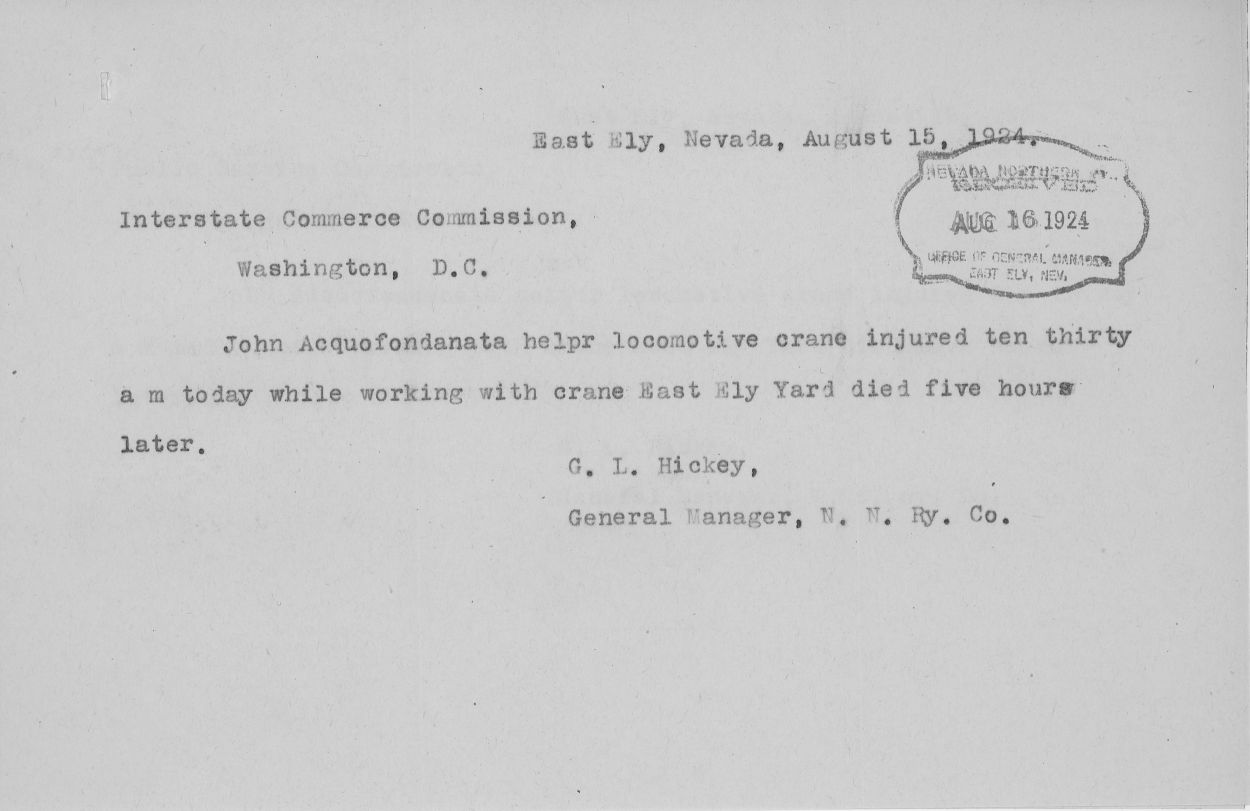 East Ely, Nevada, August 15, 1924.
NEVADA NORTHERN RY.
RECEIVED
AUG 16 1924
OFFICE OF GENERAL MANAGER
EAST ELY, NEV.
Interstate Commerce Commission,
Washington, D.C.
John Acquofondanata helpr locomotive crane injured ten thirty
a m today while working with crane East Ely Yard died five hours
later.
G. L. Hickey,
General Manager, N. N. Ry. Co.